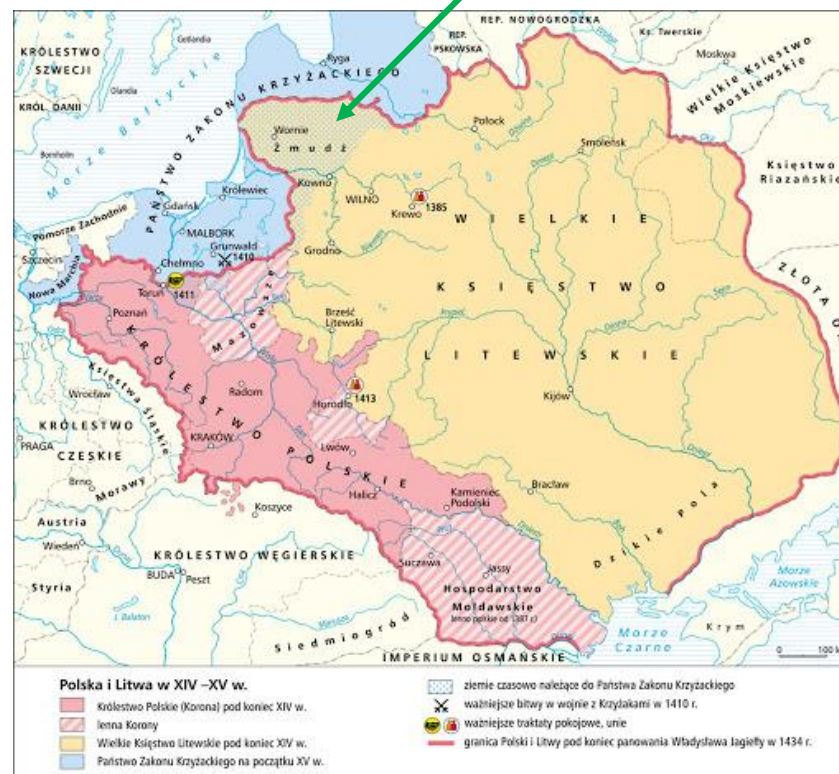 KRÓLESTWO
SZWECJI
Gotlandia
Olandia
KRÓL. DANII
Bornholm
Morze Bałtyckie
PAŃSTWO ZAKONU KRZYŻACKIEGO
Ryga
REP. NOWOGRODZKA
REP.
PSKOWSKA
Ks. Twerskie
Moskwa
Wielkie Księstwo
Moskiewskie
Księstwo
Riazańskie
Wornie
Żmudź
Połock
Dźwina
Smoleńsk
Oka
Kowno
WILNO
Krewo
1385
Królewiec
Gdańsk
MALBORK
Grunwald
1410
Grodno
Pomorze Zachodnie
Szczecin
Nowa Marchia
Chełmno
Toruń
1411
WIELKIE
KSIĘSTWO
LITEWSKIE
ZŁOTA O
Poznań
Mazowsze
Brześć
Litewski
KRÓLESTWO POLSKIE
Radom
Horodło
1413
Kijów
Księstwa Śląskie
Wrocław
KRÓLESTWO
CZESKIE
PRAGA
KRAKÓW
Lwów
Halicz
Kamieniec
Podolski
Bracław
Brno
Morawy
Koszyce
Dzikie Pola
Austria
Wiedeń
KRÓLESTWO WĘGIERSKIE
BUDA
Peszt
Styria
J. Balaton
Suczawa
Jassy
Hospodarstwo
Mołdawskie
(lenno polskie od 1387 r.)
Siedmiogród
Morze
Azowskie
Morze
Czarne
Krym
IMPERIUM OSMAŃSKIE
0 100 k
Polska i Litwa w XIV –XV w.
Królestwo Polskie (Korona) pod koniec XIV w.
lenna Korony
Wielkie Księstwo Litewskie pod koniec XIV w.
Państwo Zakonu Krzyżackiego na początku XV w.
ziemie czasowo należące do Państwa Zakonu Krzyżackiego
ważniejsze bitwy w wojnie z Krzyżakami w 1410 r.
ważniejsze traktaty pokojowe, unie
granica Polski i Litwy pod koniec panowania Władysława Jagiełły w 1434 r.